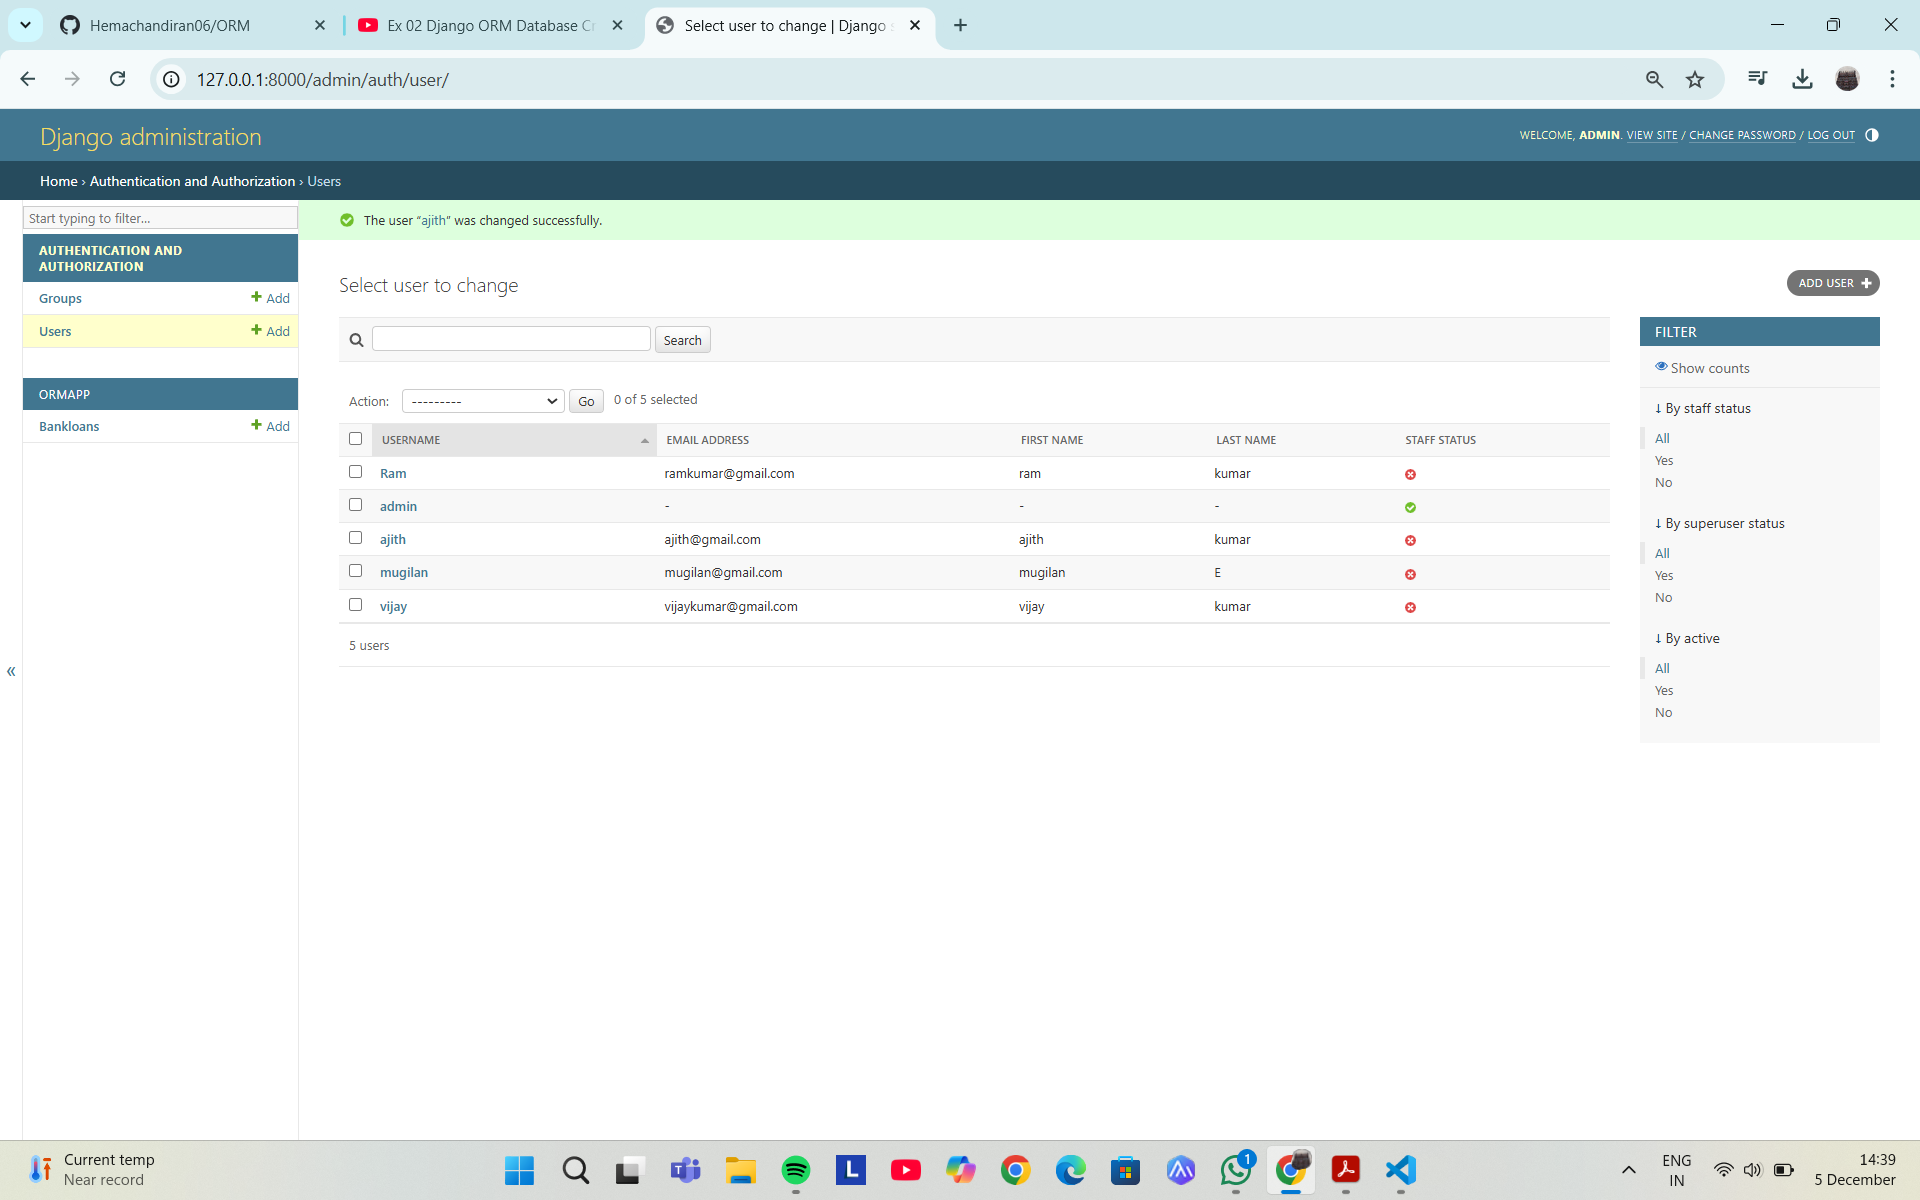 Hemachandiran06/ORM
Ex 02 Django ORM Database Cr
Select user to change | Django s
127.0.0.1:8000/admin/auth/user/
Django administration
WELCOME, ADMIN. VIEW SITE / CHANGE PASSWORD / LOG OUT
Home › Authentication and Authorization › Users
Start typing to filter...
AUTHENTICATION AND
AUTHORIZATION
Groups
Add
Users
Add
ORMAPP
Bankloans
Add
The user “ajith” was changed successfully.
Select user to change
ADD USER
Search
Action:
---------
Go
0 of 5 selected
USERNAME EMAIL ADDRESS FIRST NAME LAST NAME STAFF STATUS
Ram ramkumar@gmail.com ram kumar
admin - - -
ajith ajith@gmail.com ajith kumar
mugilan mugilan@gmail.com mugilan E
vijay vijaykumar@gmail.com vijay kumar
5 users
FILTER
Show counts
↓ By staff status
All
Yes
No
↓ By superuser status
All
Yes
No
↓ By active
All
Yes
No
«
Current temp
Near record
L
1
ENG
IN
14:39
5 December